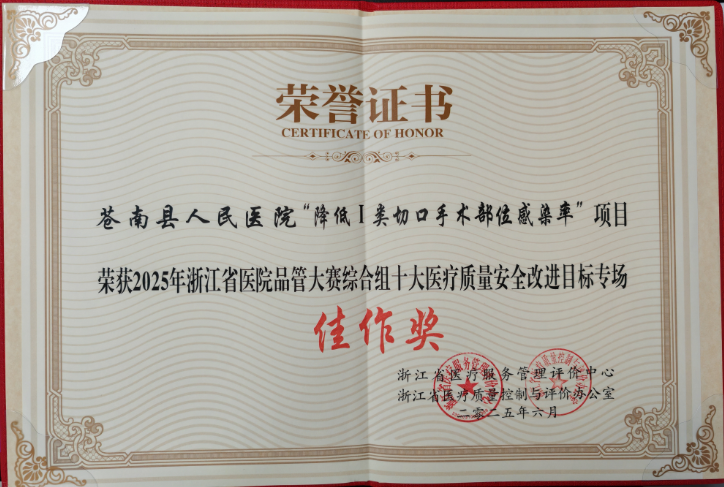 荣誉证书
CERTIFICATE OF HONOR
苍南县人民医院“降低Ⅰ类切口手术部位感染率”项目
荣获2025年浙江省医院品管大赛综合组十大医疗质量安全改进目标专场
佳作奖
浙江省医疗服务管理评价中心
浙江省医疗质量控制与评价办公室
二零二五年六月